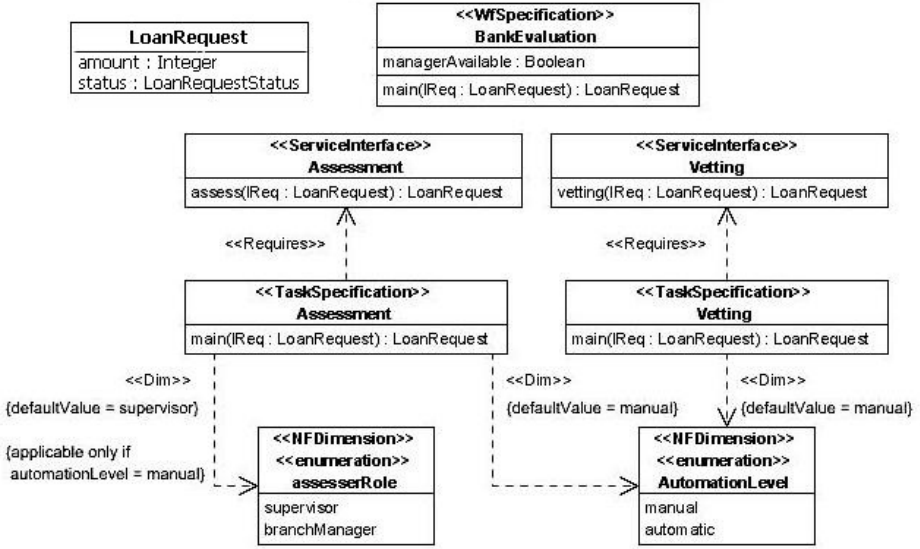 LoanRequest
amount : Integer
status : LoanRequestStatus
<<WfSpecification>>
BankEvaluation
managerAvailable : Boolean
main(lReq : LoanRequest) : LoanRequest
<<ServiceInterface>>
Assessment
assess(lReq : LoanRequest) : LoanRequest
<<ServiceInterface>>
Vetting
vetting(lReq : LoanRequest) : LoanRequest
<<Requires>>
<<Requires>>
<<TaskSpecification>>
Assessment
main(lReq : LoanRequest) : LoanRequest
<<TaskSpecification>>
Vetting
main(lReq : LoanRequest) : LoanRequest
<<Dim>>
{defaultValue = supervisor}
{applicable only if
automationLevel = manual}
<<Dim>>
{defaultValue = manual}
<<Dim>>
{defaultValue = manual}
<<NFDimension>>
<<enumeration>>
assesserRole
supervisor
branchManager
<<NFDimension>>
<<enumeration>>
AutomationLevel
manual
automatic